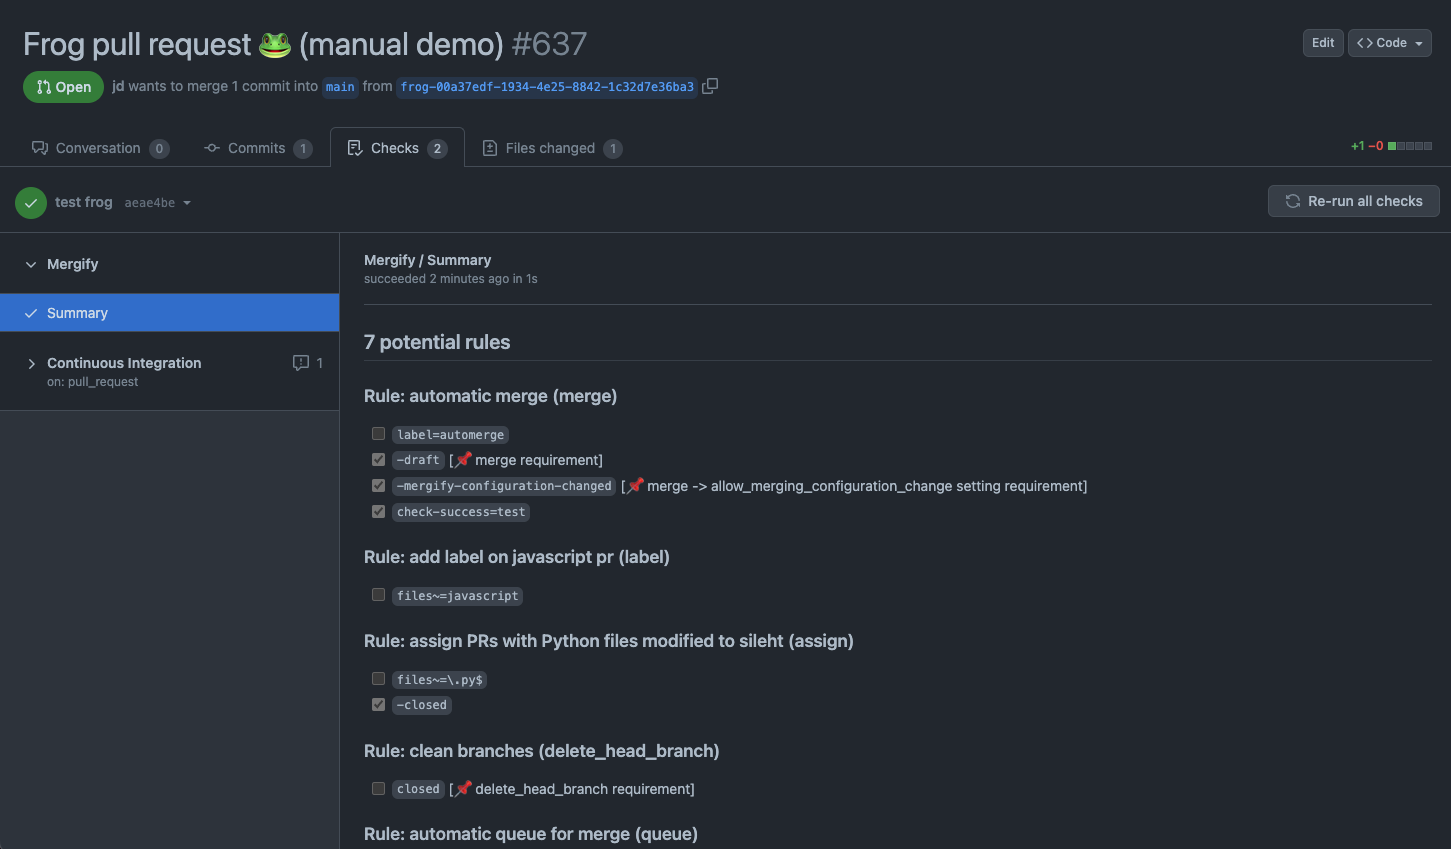 Frog pull request 🐸 (manual demo) #637
Edit
<> Code
Open
jd wants to merge 1 commit into main from frog-00a37edf-1934-4e25-8842-1c32d7e36ba3
Conversation 0
Commits 1
Checks 2
Files changed 1
+1 −0
test frog aeae4be
Re-run all checks
Mergify
Summary
Continuous Integration 1
on: pull_request
Mergify / Summary
succeeded 2 minutes ago in 1s
7 potential rules
Rule: automatic merge (merge)
label=automerge
-draft [📌 merge requirement]
-mergify-configuration-changed [📌 merge -> allow_merging_configuration_change setting requirement]
check-success=test
Rule: add label on javascript pr (label)
files~=javascript
Rule: assign PRs with Python files modified to sileht (assign)
files~=\.py$
-closed
Rule: clean branches (delete_head_branch)
closed [📌 delete_head_branch requirement]
Rule: automatic queue for merge (queue)